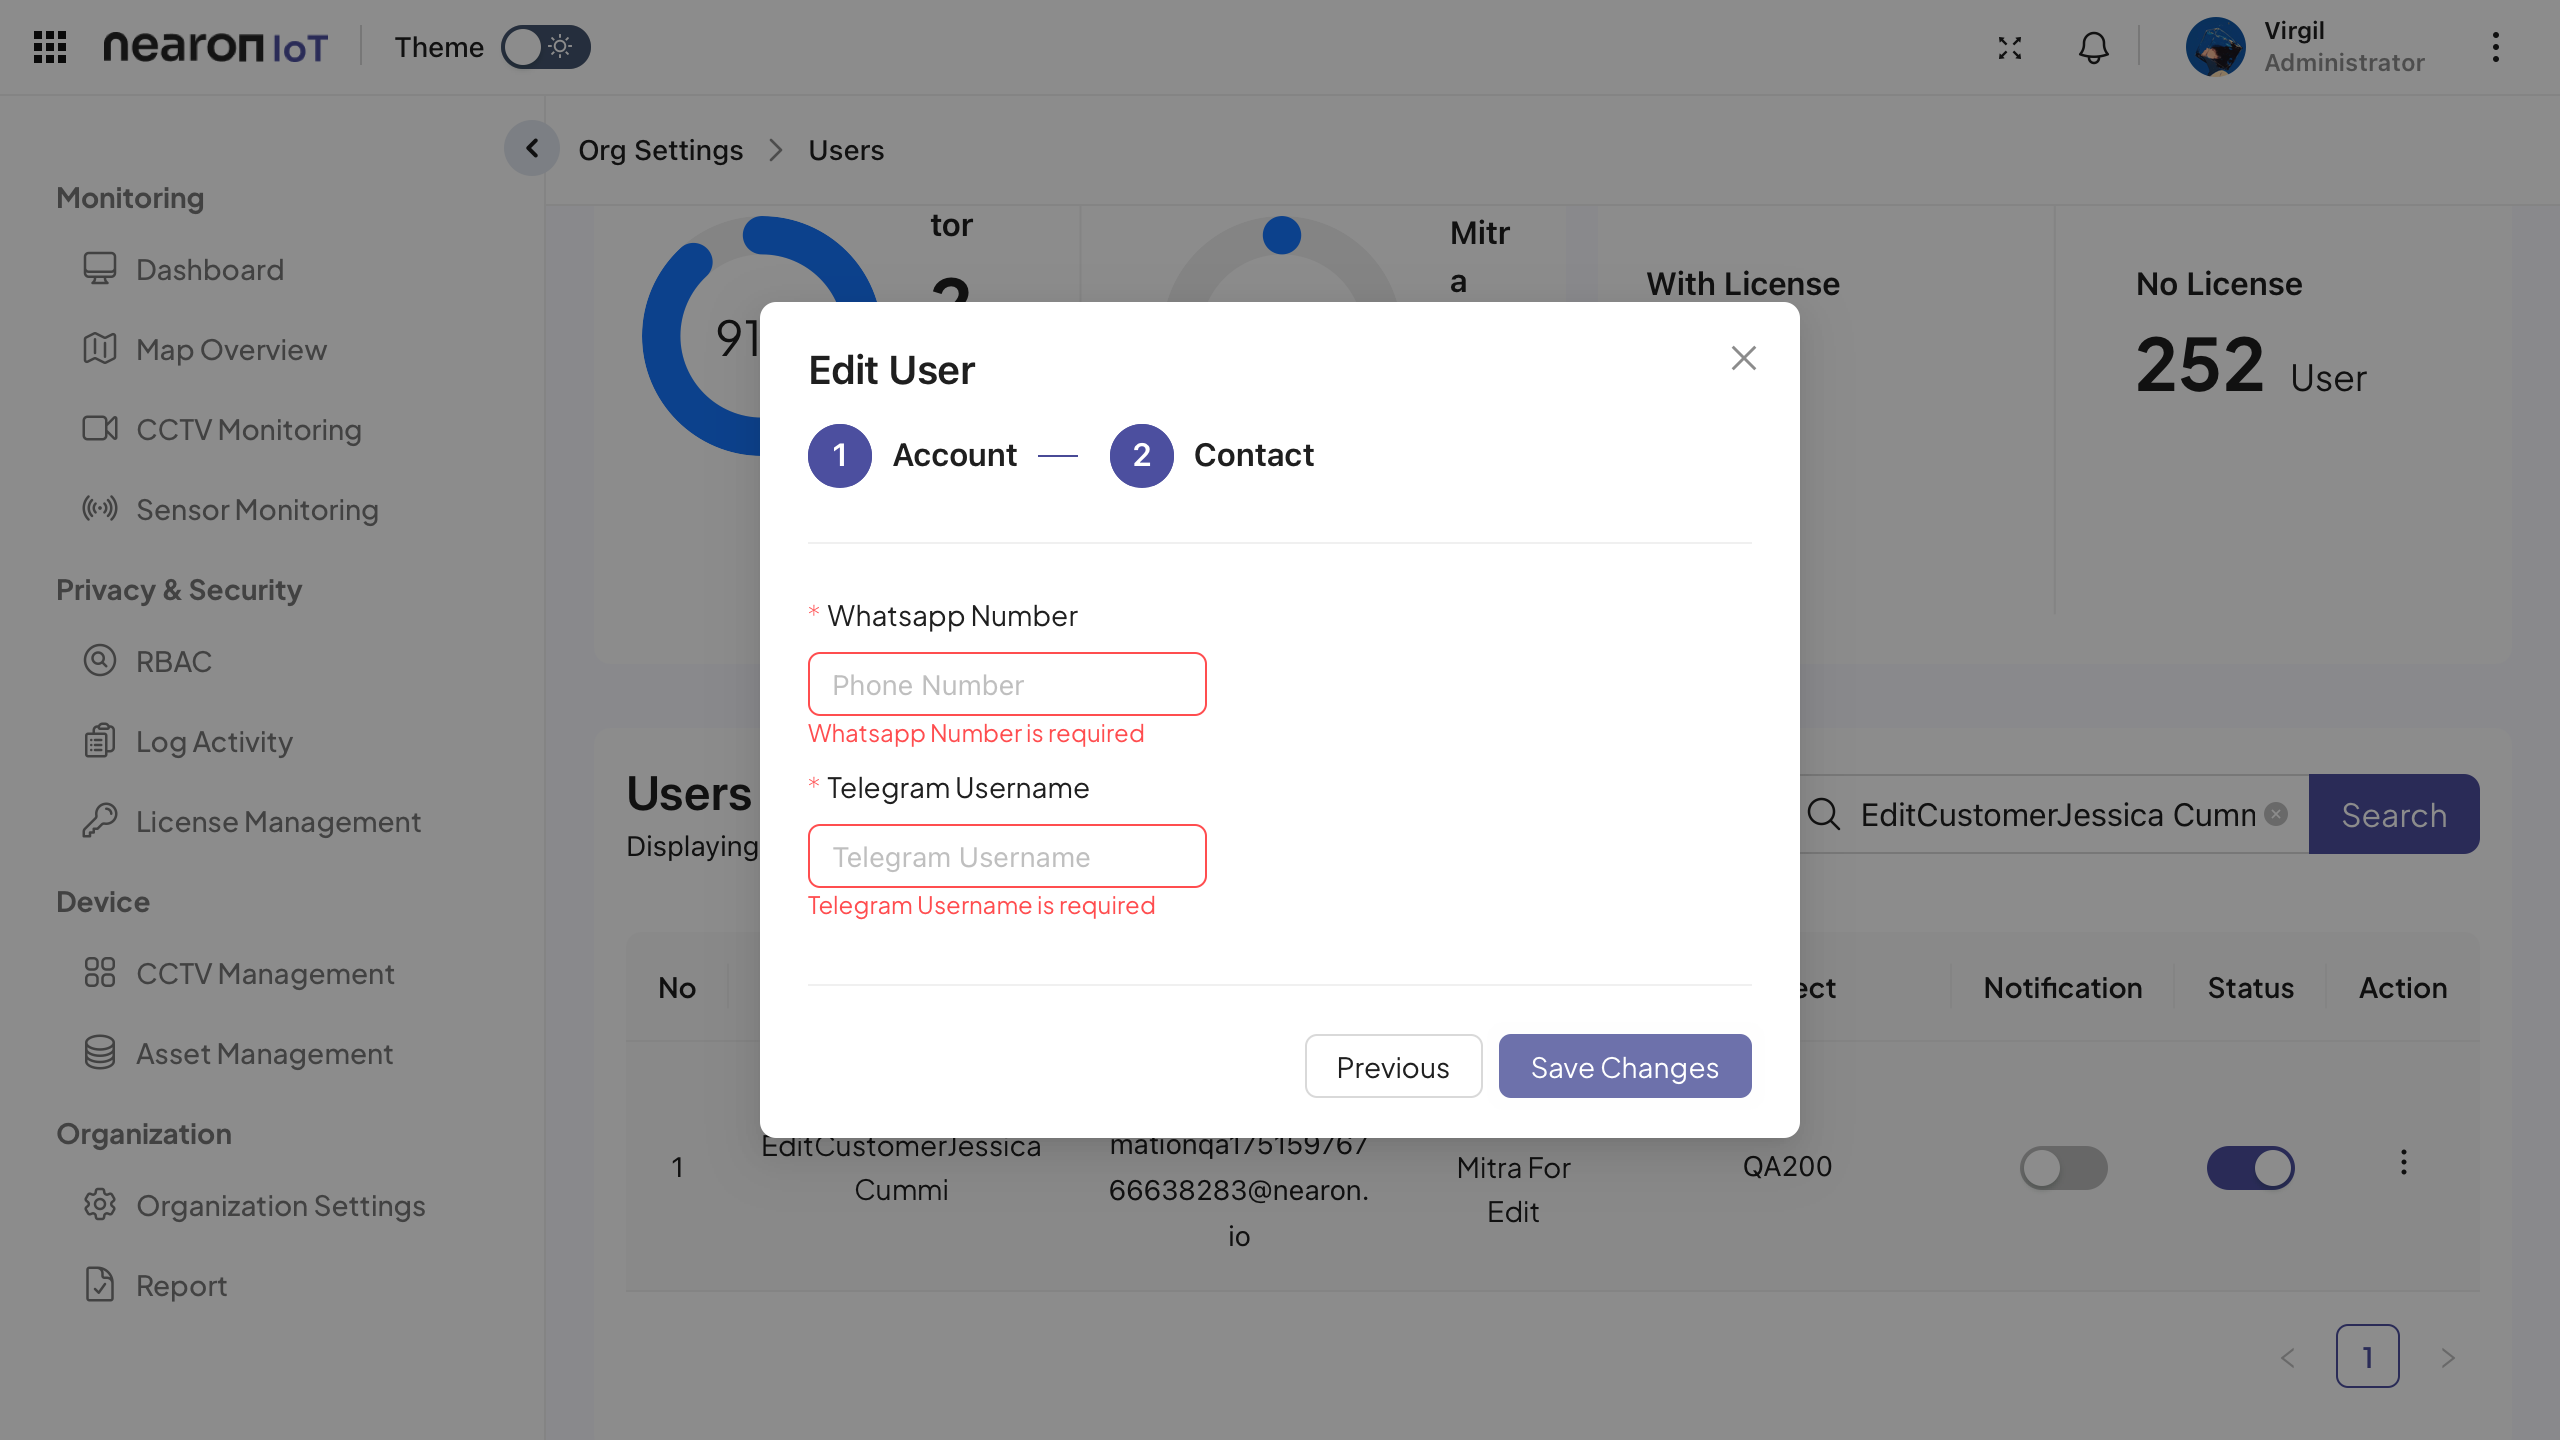 nearon IoT
Theme
Virgil
Administrator
Org Settings > Users
Monitoring
Dashboard
Map Overview
CCTV Monitoring
Sensor Monitoring
Privacy & Security
RBAC
Log Activity
License Management
Device
CCTV Management
Asset Management
Organization
Organization Settings
Report
tor
2
91
Mitr
a
With License
No License
252 User
Edit User
1 Account
2 Contact
* Whatsapp Number
Phone Number
Whatsapp Number is required
* Telegram Username
Telegram Username
Telegram Username is required
Previous
Save Changes
Users
Displaying
EditCustomerJessica Cumn
Search
No
ect
Notification
Status
Action
1
EditCustomerJessica
Cummi
mationqa175159767
66638283@nearon.
io
Mitra For
Edit
QA200
< 1 >